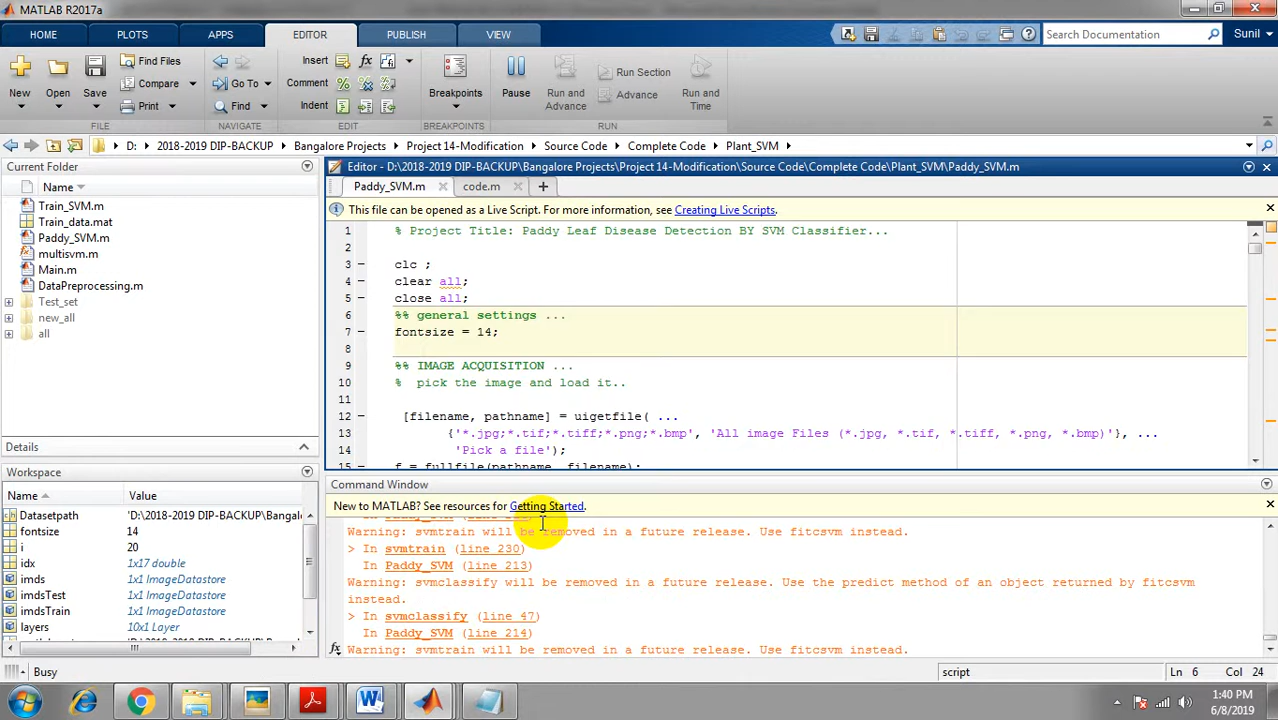 MATLAB R2017a
HOME PLOTS APPS EDITOR PUBLISH VIEW
Search Documentation Sunil
New Open Save Find Files Compare Print
Go To Find
Insert Comment Indent
Breakpoints Pause Run and Advance Run Section Advance Run and Time
FILE NAVIGATE EDIT BREAKPOINTS RUN
D: 2018-2019 DIP-BACKUP Bangalore Projects Project 14-Modification Source Code Complete Code Plant_SVM
Current Folder
Name
Train_SVM.m
Train_data.mat
Paddy_SVM.m
multisvm.m
Main.m
DataPreprocessing.m
Test_set
new_all
all
Details
Workspace
Name Value
Datasetpath 'D:\2018-2019 DIP-BACKUP\Bangalo
fontsize 14
i 20
idx 1x17 double
imds 1x1 ImageDatastore
imdsTest 1x1 ImageDatastore
imdsTrain 1x1 ImageDatastore
layers 10x1 Layer
Editor - D:\2018-2019 DIP-BACKUP\Bangalore Projects\Project 14-Modification\Source Code\Complete Code\Plant_SVM\Paddy_SVM.m
Paddy_SVM.m code.m
This file can be opened as a Live Script. For more information, see Creating Live Scripts.
1 % Project Title: Paddy Leaf Disease Detection BY SVM Classifier...
2
3 clc ;
4 clear all;
5 close all;
6 %% general settings ...
7 fontsize = 14;
8
9 %% IMAGE ACQUISITION ...
10 % pick the image and load it..
11
12 [filename, pathname] = uigetfile( ...
13 {'*.jpg;*.tif;*.tiff;*.png;*.bmp', 'All image Files (*.jpg, *.tif, *.tiff, *.png, *.bmp)'}, ...
14 'Pick a file');
15 f = fullfile(pathname, filename);
Command Window
New to MATLAB? See resources for Getting Started.
Warning: svmtrain will be removed in a future release. Use fitcsvm instead.
> In svmtrain (line 230)
In Paddy_SVM (line 213)
Warning: svmclassify will be removed in a future release. Use the predict method of an object returned by fitcsvm
instead.
> In svmclassify (line 47)
In Paddy_SVM (line 214)
Warning: svmtrain will be removed in a future release. Use fitcsvm instead.
fx
Busy script Ln 6 Col 24
1:40 PM
6/8/2019